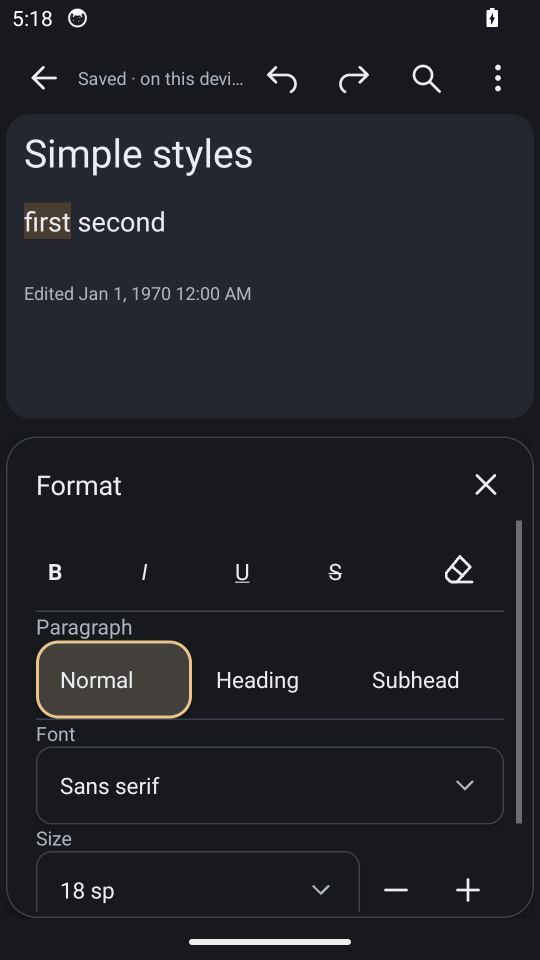 5:18
Saved · on this devi…
Simple styles
first second
Edited Jan 1, 1970 12:00 AM
Format
B I U S
Paragraph
Normal Heading Subhead
Font
Sans serif
Size
18 sp